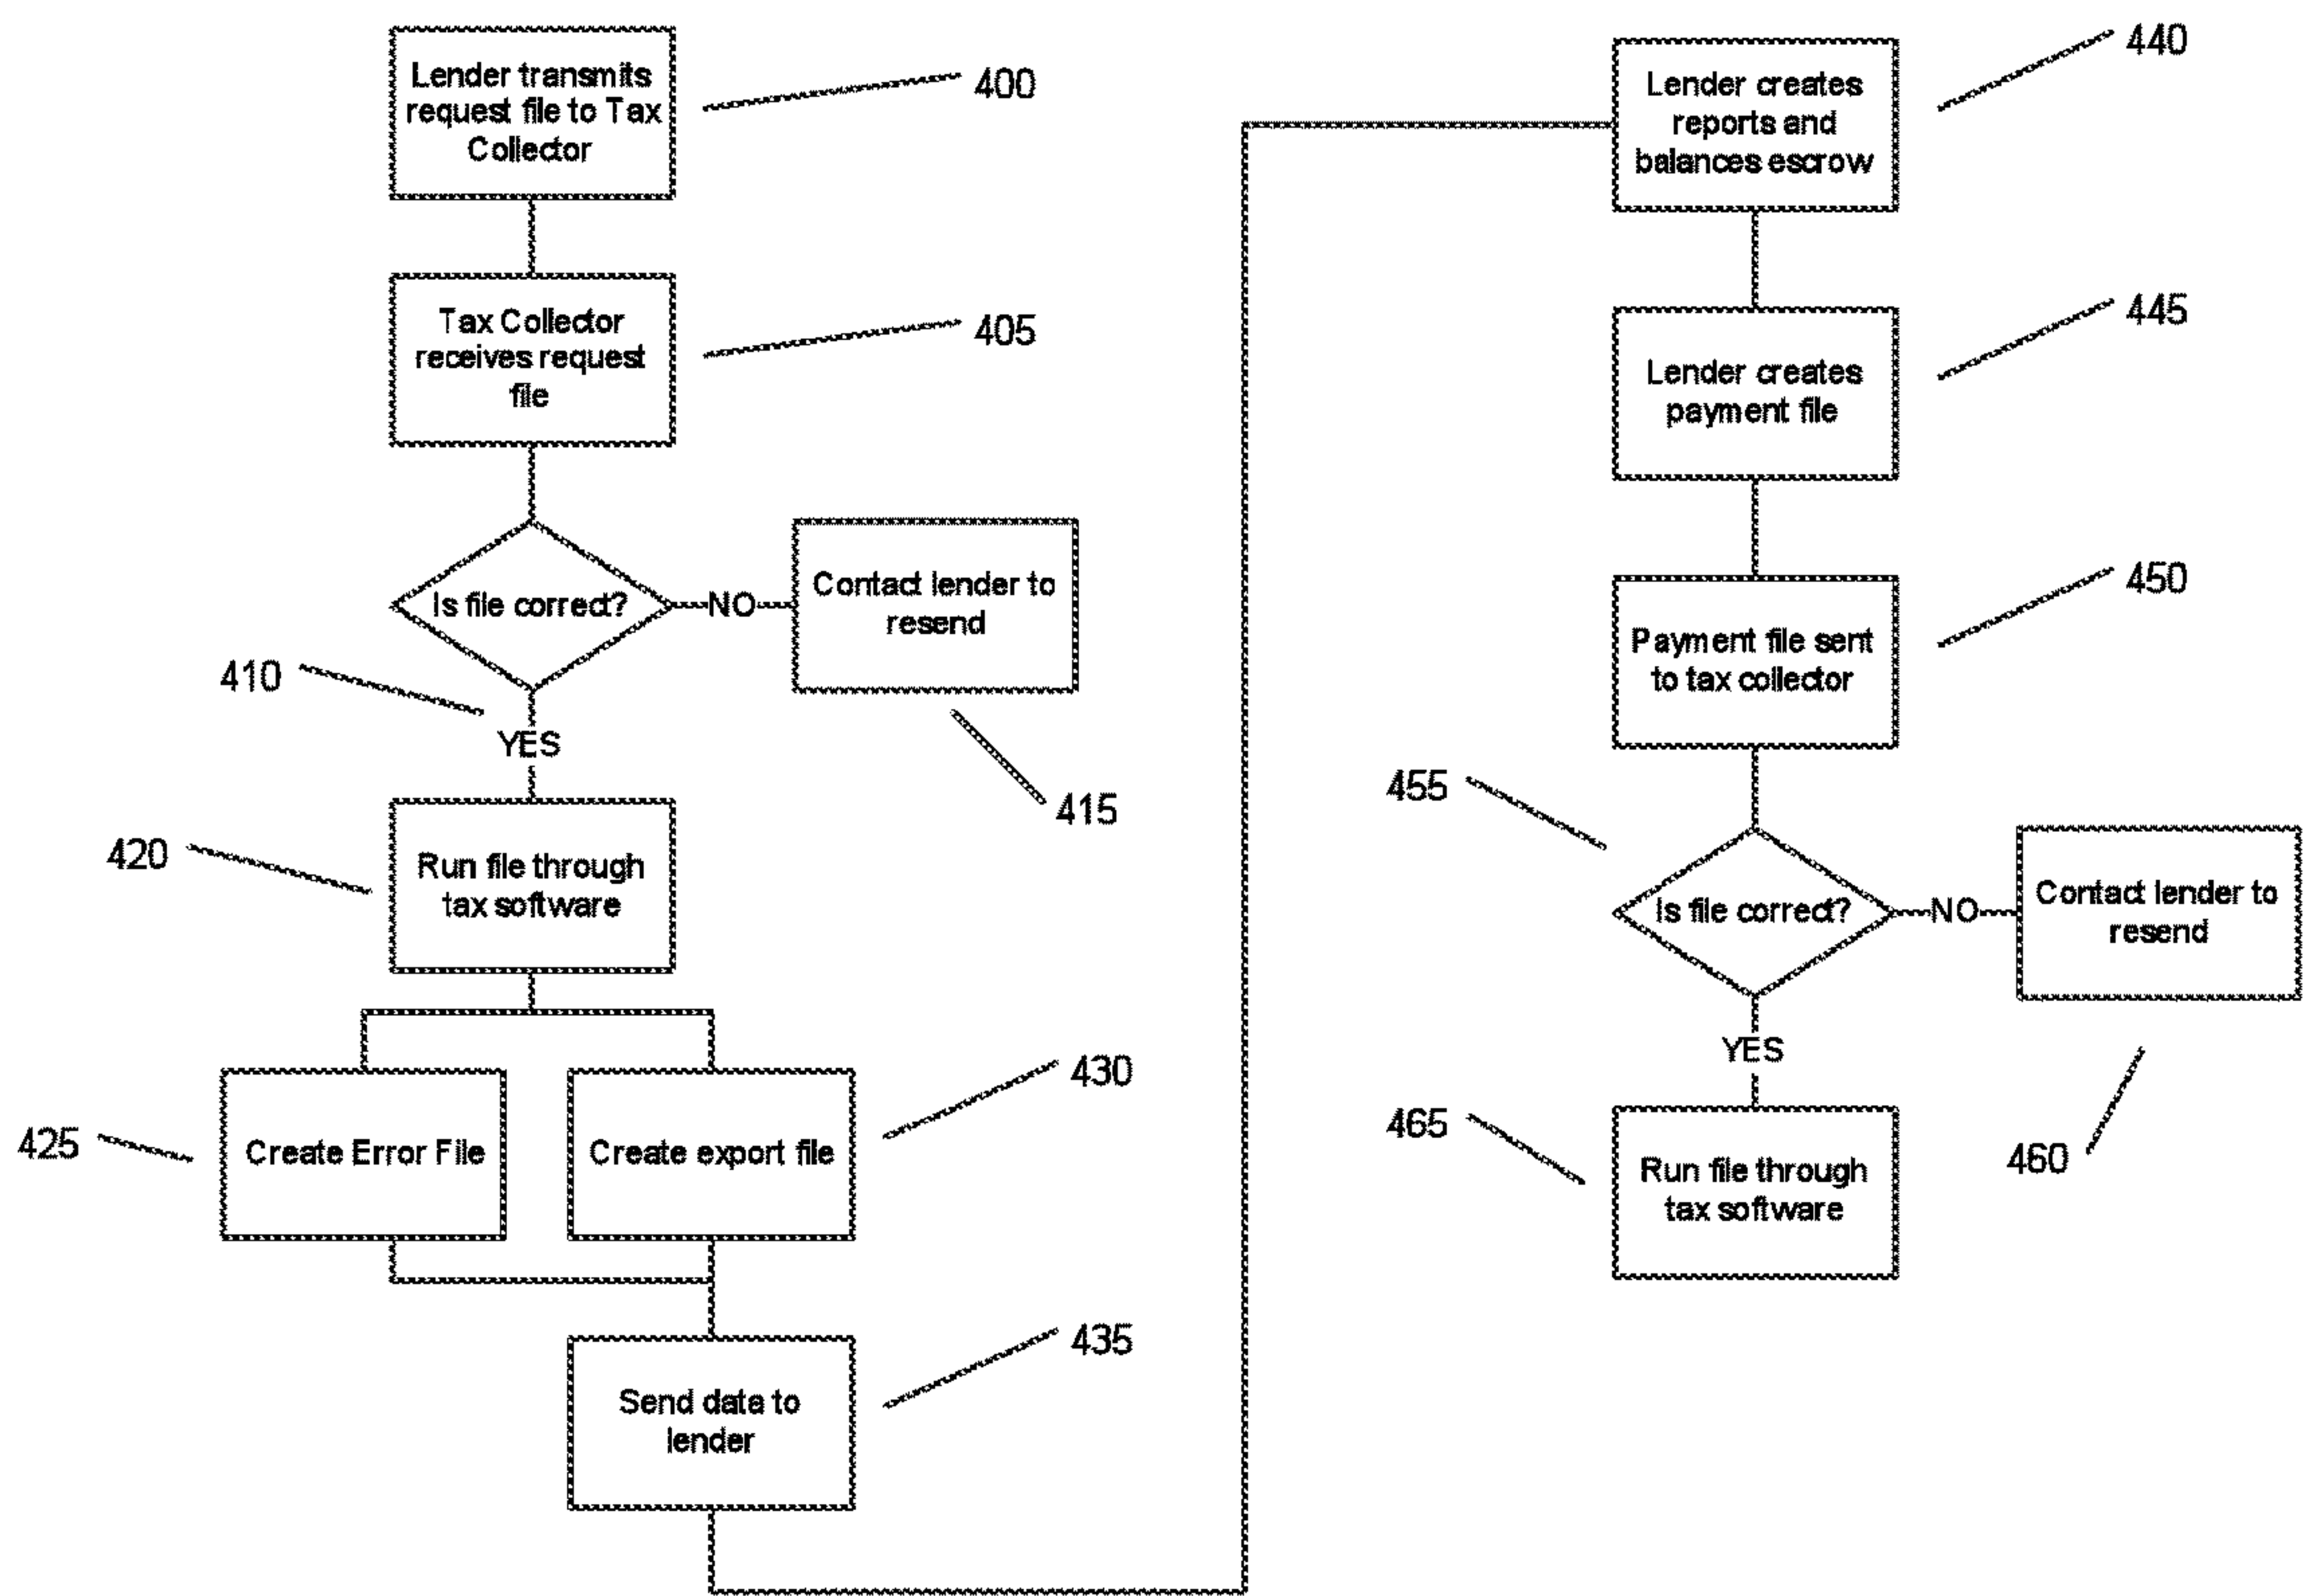 Lender transmits
request file to Tax
Collector
400
Tax Collector
receives request
file
405
Is file correct?
NO
Contact lender to
resend
410
YES
415
420
Run file through
tax software
425
Create Error File
Create export file
430
Send data to
lender
435
Lender creates
reports and
balances escrow
440
Lender creates
payment file
445
Payment file sent
to tax collector
450
455
Is file correct?
NO
Contact lender to
resend
YES
460
465
Run file through
tax software